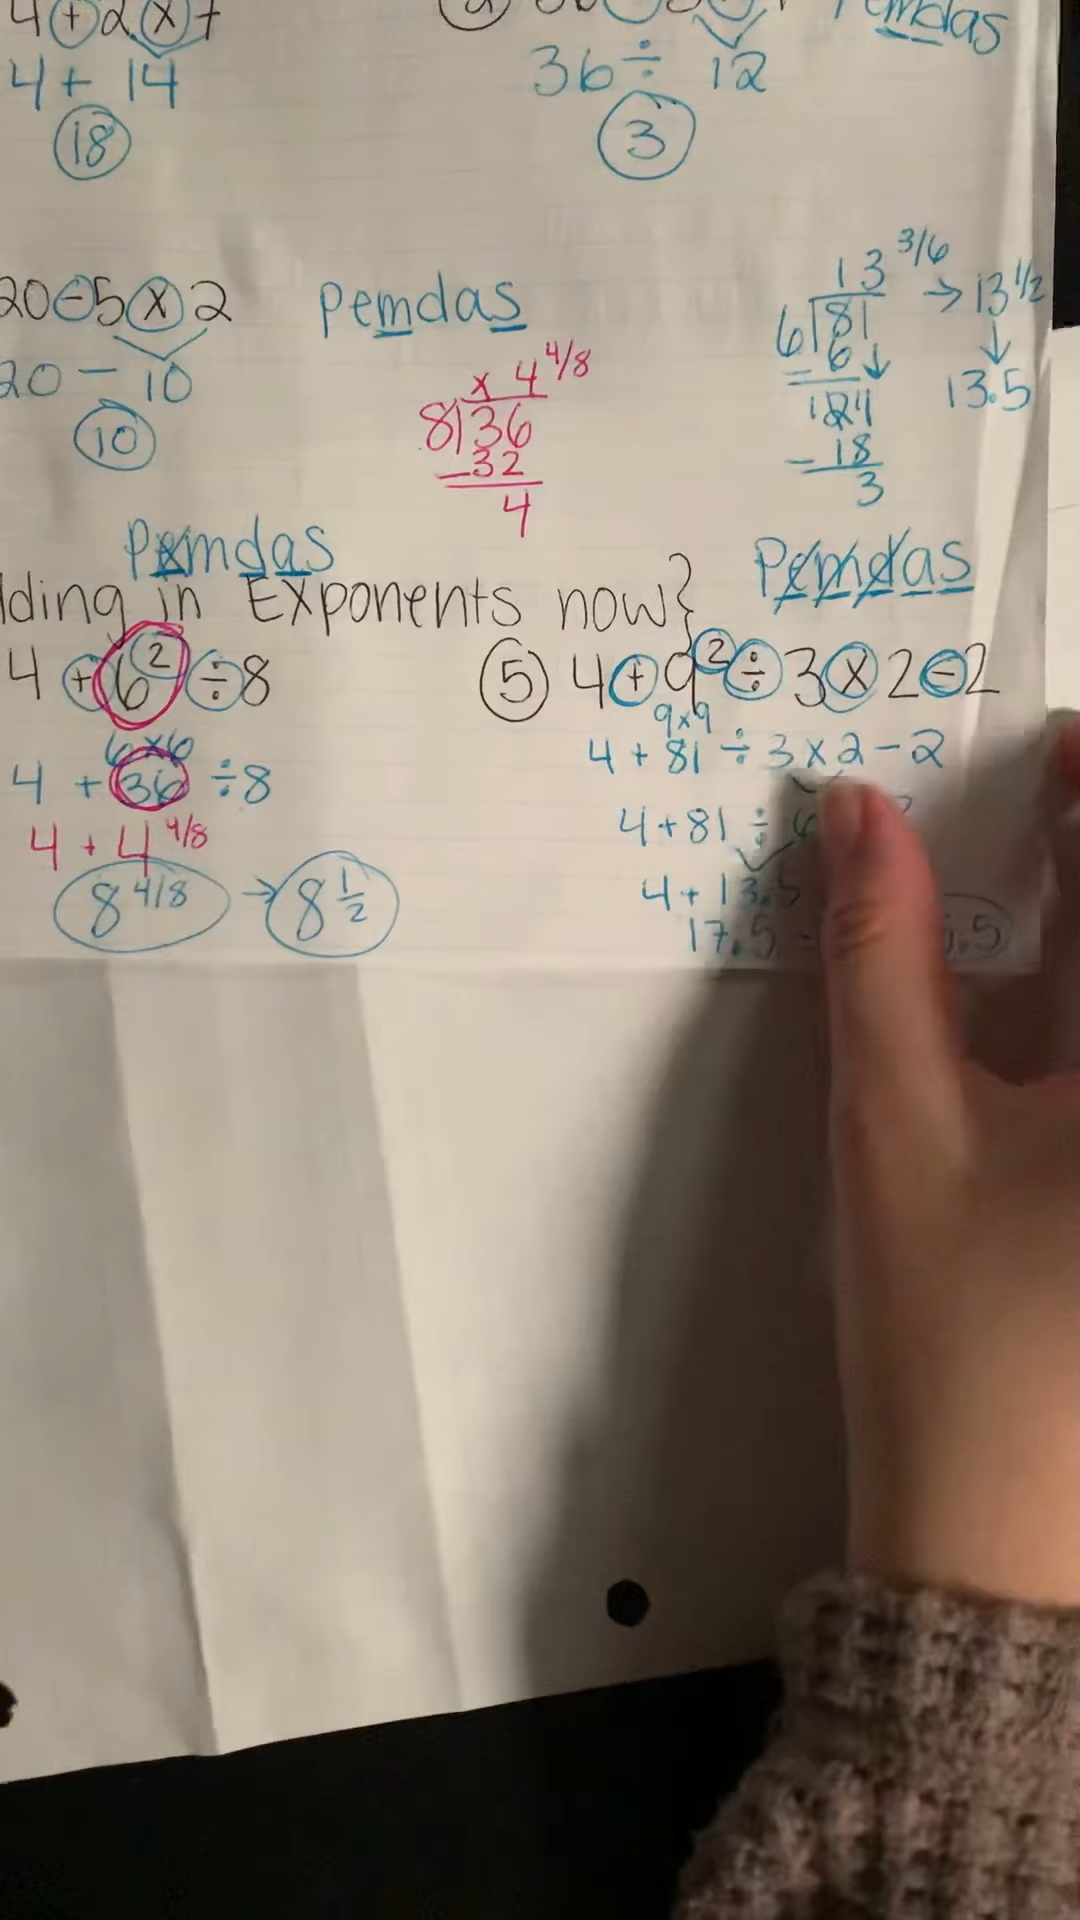 4 + 2 × 7
4 + 14
18
pemdas
36 ÷ 12
3
20 - 5 × 2
20 - 10
10
pemdas
x 4 4/8
8 36
- 32
4
13 3/6 → 13 1/2
6 81
- 6
121
- 18
3
13.5
Pemdas
Exponents now}
in
4 + 6² ÷ 8
6×6
4 + 36 ÷ 8
4 + 4 4/8
8 4/8 → 8 1/2
Pemdas
5 4 + 9² ÷ 3 × 2 - 2
9×9
4 + 81 ÷ 3 × 2 - 2
4 + 81 ÷ 6
4 + 13.5
17.5 -
.5